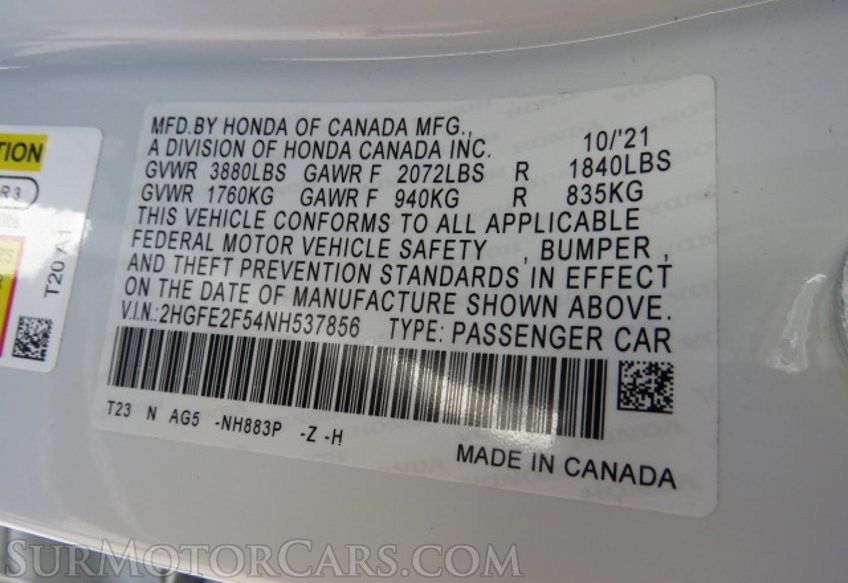 MFD.BY HONDA OF CANADA MFG.,
A DIVISION OF HONDA CANADA INC. 10/'21
GVWR 3880LBS GAWR F 2072LBS R 1840LBS
GVWR 1760KG GAWR F 940KG R 835KG
THIS VEHICLE CONFORMS TO ALL APPLICABLE
FEDERAL MOTOR VEHICLE SAFETY , BUMPER ,
AND THEFT PREVENTION STANDARDS IN EFFECT
ON THE DATE OF MANUFACTURE SHOWN ABOVE.
V.I.N.:2HGFE2F54NH537856 TYPE: PASSENGER CAR
T23 N AG5 -NH883P -Z -H
MADE IN CANADA
T20 A1
SurMotorCars.com